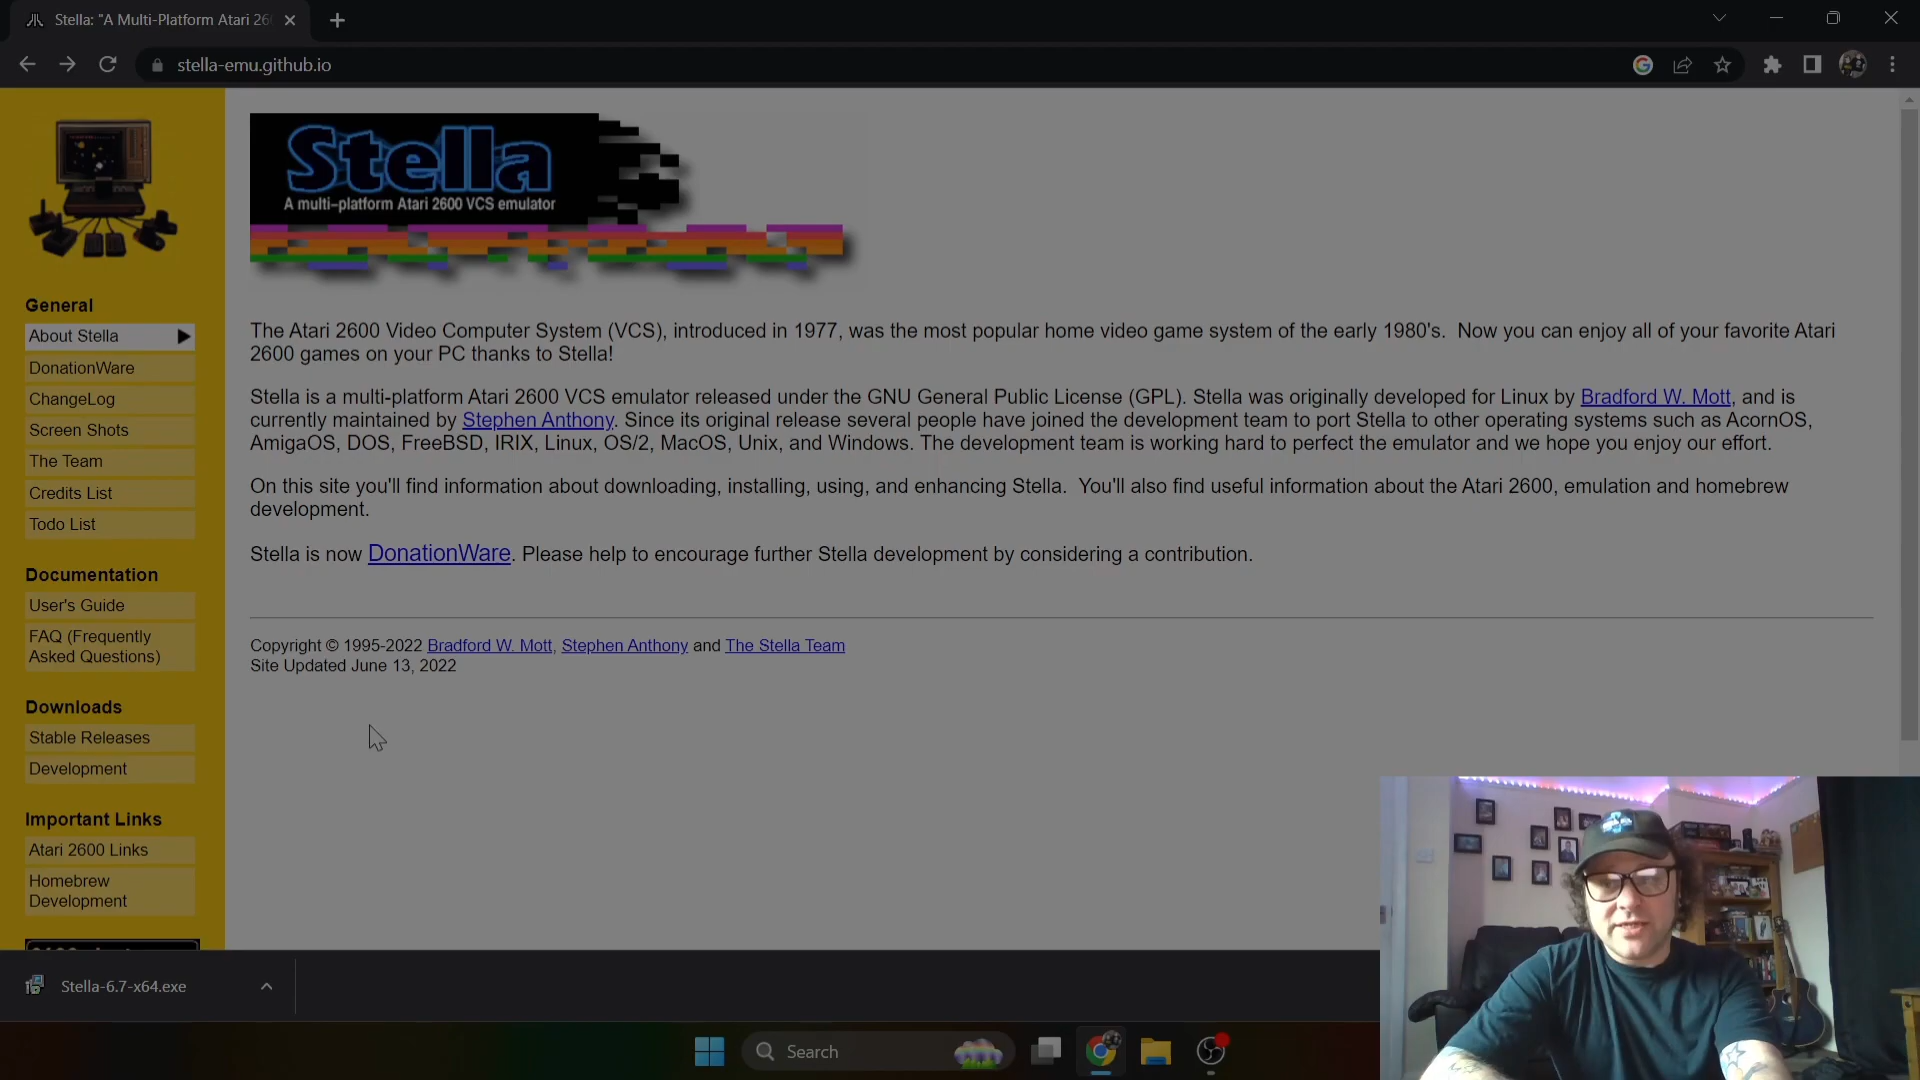 Stella: "A Multi-Platform Atari 26
stella-emu.github.io
Stella
A multi-platform Atari 2600 VCS emulator
General
About Stella
DonationWare
ChangeLog
Screen Shots
The Team
Credits List
Todo List
Documentation
User's Guide
FAQ (Frequently
Asked Questions)
Downloads
Stable Releases
Development
Important Links
Atari 2600 Links
Homebrew
Development
The Atari 2600 Video Computer System (VCS), introduced in 1977, was the most popular home video game system of the early 1980's.  Now you can enjoy all of your favorite Atari
2600 games on your PC thanks to Stella!
Stella is a multi-platform Atari 2600 VCS emulator released under the GNU General Public License (GPL). Stella was originally developed for Linux by Bradford W. Mott, and is
currently maintained by Stephen Anthony. Since its original release several people have joined the development team to port Stella to other operating systems such as AcornOS,
AmigaOS, DOS, FreeBSD, IRIX, Linux, OS/2, MacOS, Unix, and Windows. The development team is working hard to perfect the emulator and we hope you enjoy our effort.
On this site you'll find information about downloading, installing, using, and enhancing Stella.  You'll also find useful information about the Atari 2600, emulation and homebrew
development.
Stella is now DonationWare. Please help to encourage further Stella development by considering a contribution.
Copyright © 1995-2022 Bradford W. Mott, Stephen Anthony and The Stella Team
Site Updated June 13, 2022
Stella-6.7-x64.exe
Search